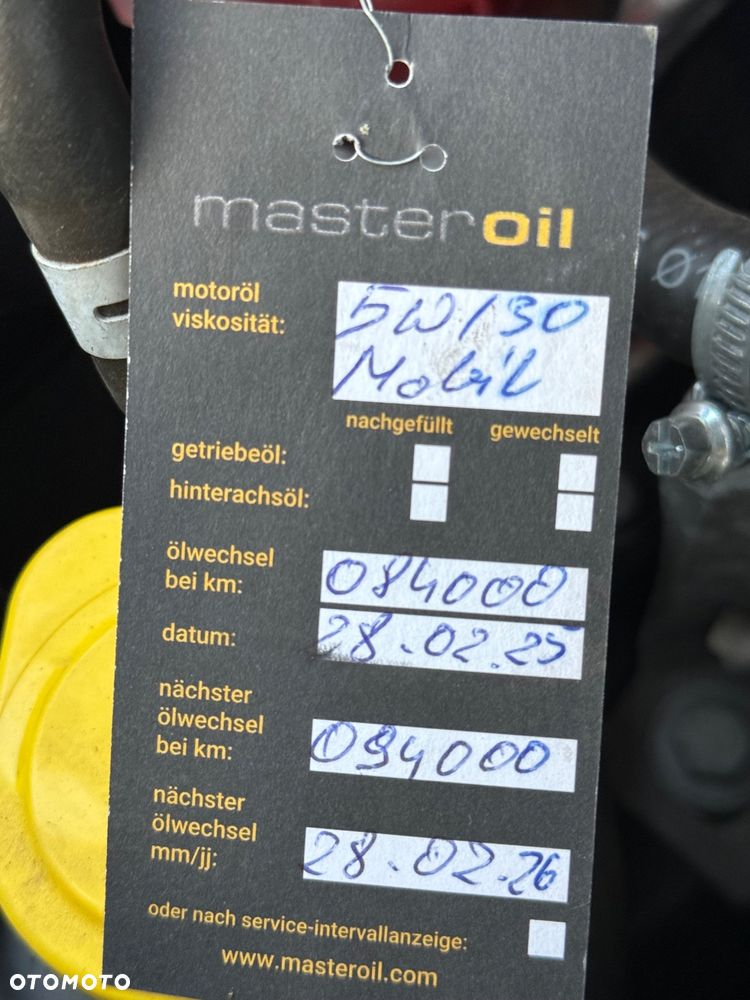 masteroil
motoröl
viskosität:
5W/30
Mobil
nachgefüllt gewechselt
getriebeöl:
hinterachsöl:
ölwechsel
bei km:
084000
datum:
28.02.25
nächster
ölwechsel
bei km:
094000
nächster
ölwechsel
mm/jj:
28.02.26
oder nach service-intervallanzeige:
www.masteroil.com
OTOMOTO